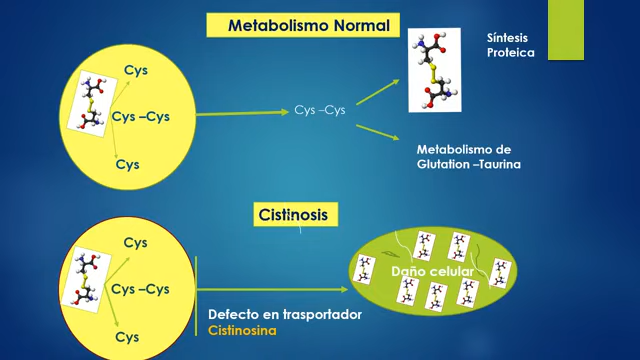 Metabolismo Normal
Cys
Cys –Cys
Cys
Cys –Cys
Síntesis
Proteica
Metabolismo de
Glutation –Taurina
Cistinosis
Cys
Cys –Cys
Cys
Defecto en trasportador
Cistinosina
Daño celular